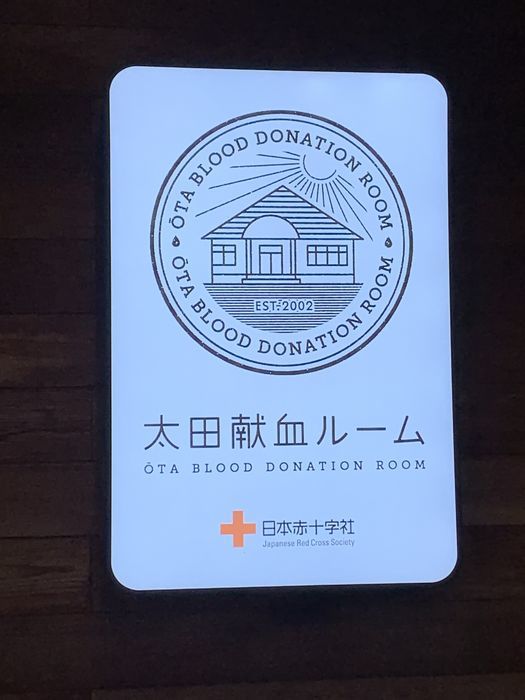 ŌTA BLOOD DONATION ROOM
EST. 2002
ŌTA BLOOD DONATION ROOM
太田献血ルーム
ŌTA BLOOD DONATION ROOM
日本赤十字社
Japanese Red Cross Society